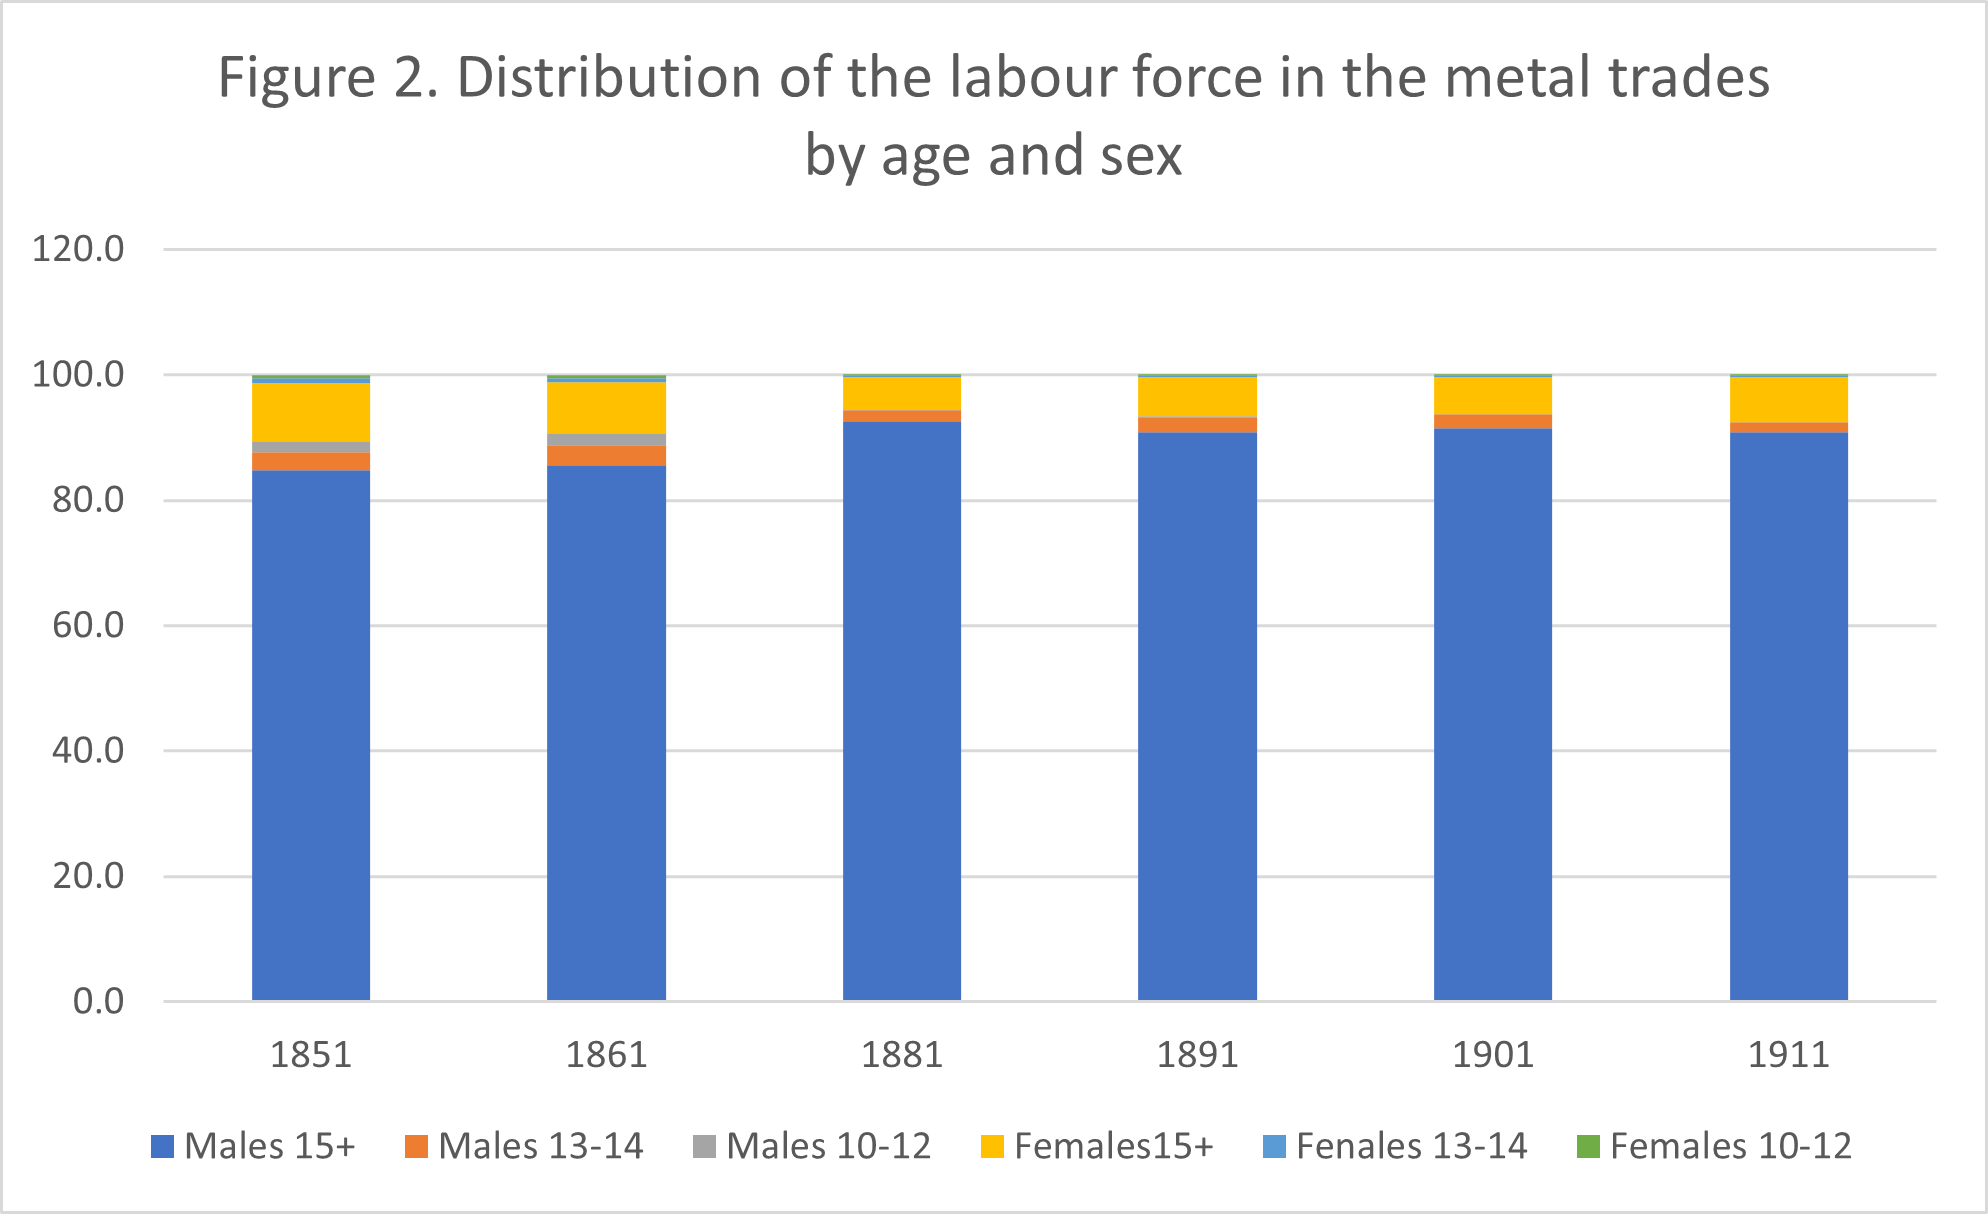 Figure 2. Distribution of the labour force in the metal trades
by age and sex
120.0
100.0
80.0
60.0
40.0
20.0
0.0
1851 1861 1881 1891 1901 1911
Males 15+ Males 13-14 Males 10-12 Females15+ Fenales 13-14 Females 10-12